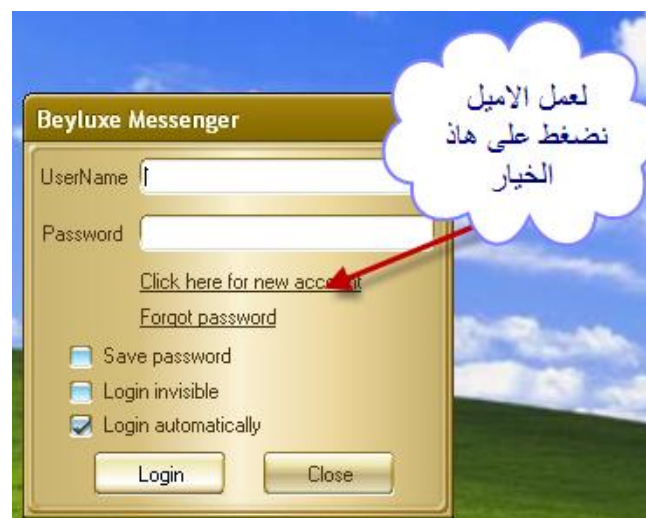 لعمل الاميل
نضغط على هاذ
الخيار
Beyluxe Messenger
UserName
Password
Click here for new account
Forgot password
Save password
Login invisible
Login automatically
Login Close